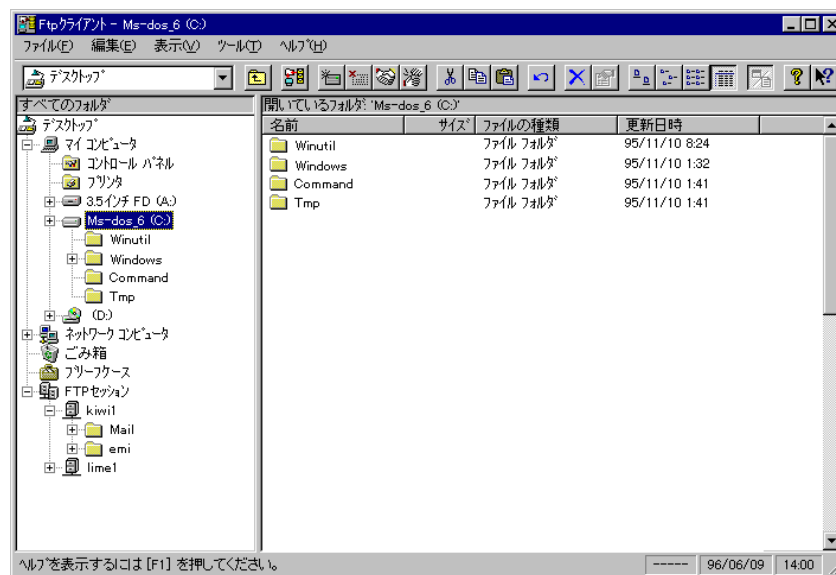 Ftpクライアント - Ms-dos_6 (C:)
ファイル(F) 編集(E) 表示(V) ツール(T) ヘルプ(H)
デスクトップ
すべてのフォルダ
開いているフォルダ: 'Ms-dos_6 (C:)'
デスクトップ
マイ コンピュータ
コントロール パネル
プリンタ
3.5インチ FD (A:)
Ms-dos_6 (C:)
Winutil
Windows
Command
Tmp
(D:)
ネットワーク コンピュータ
ごみ箱
ブリーフケース
FTPセッション
kiwi1
Mail
emi
lime1
名前 サイズ ファイルの種類 更新日時
Winutil ファイル フォルダ 95/11/10 8:24
Windows ファイル フォルダ 95/11/10 1:32
Command ファイル フォルダ 95/11/10 1:41
Tmp ファイル フォルダ 95/11/10 1:41
ヘルプを表示するには [F1] を押してください。 ----- 96/06/09 14:00